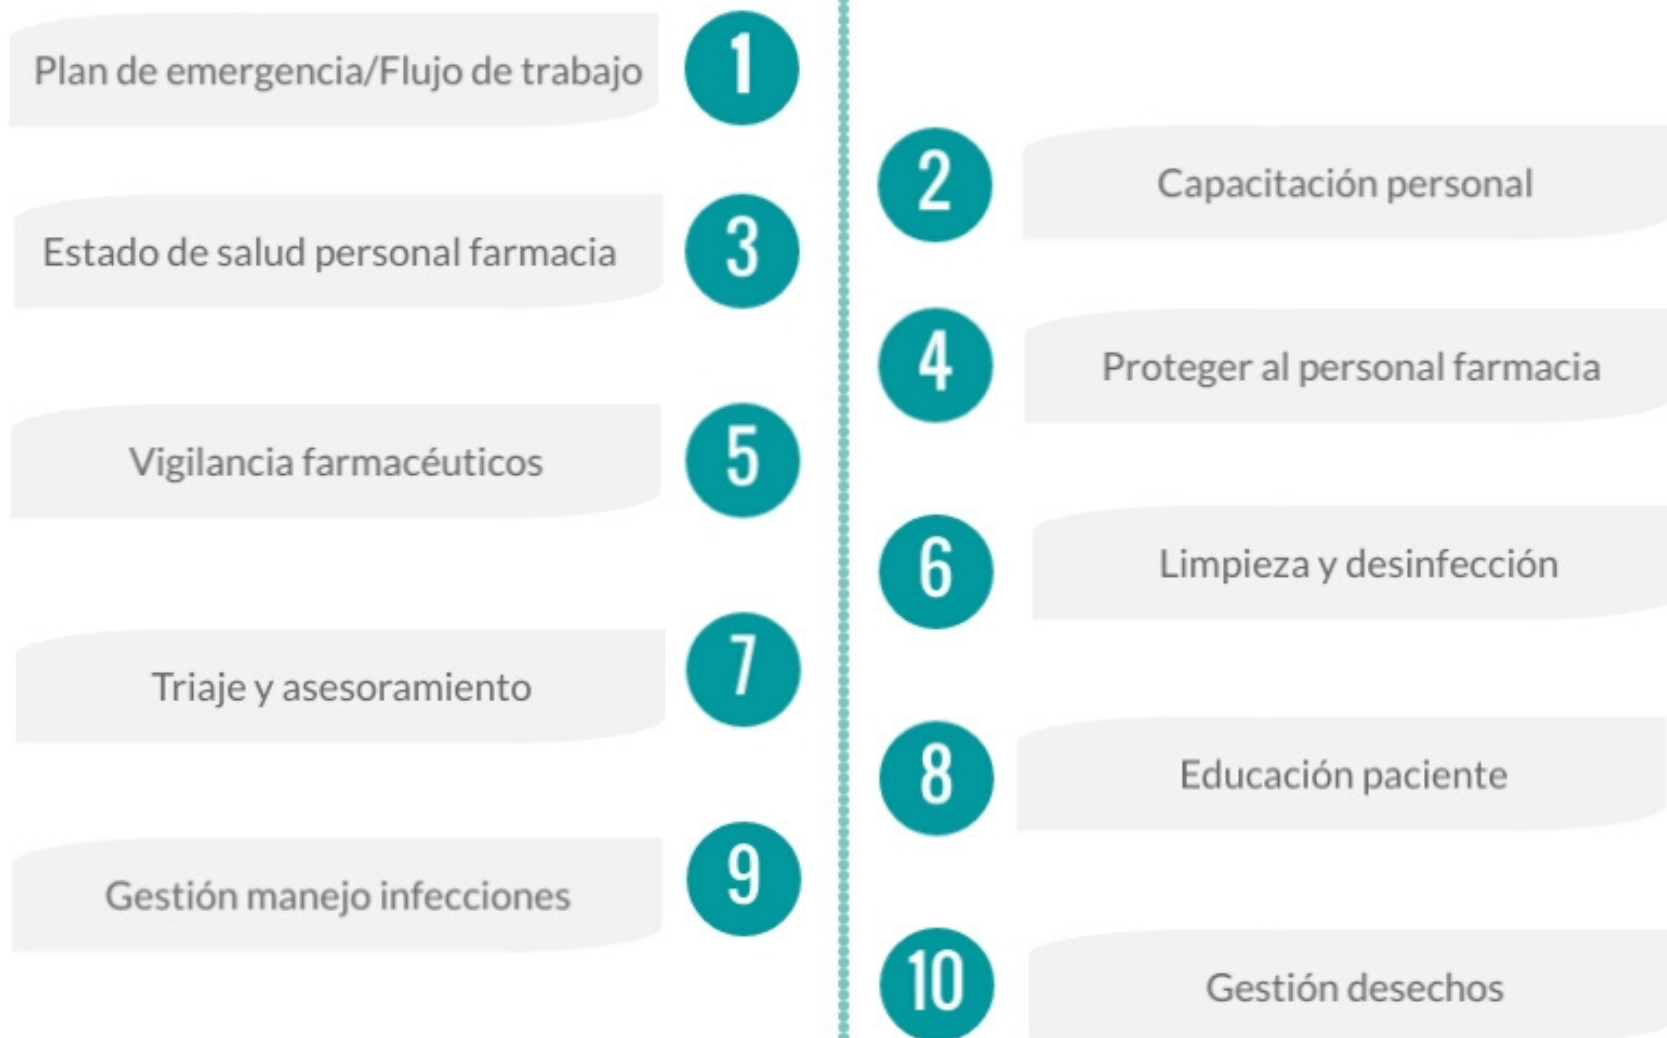 Plan de emergencia/Flujo de trabajo
1
2
Capacitación personal
Estado de salud personal farmacia
3
4
Proteger al personal farmacia
Vigilancia farmacéuticos
5
6
Limpieza y desinfección
Triaje y asesoramiento
7
8
Educación paciente
Gestión manejo infecciones
9
10
Gestión desechos